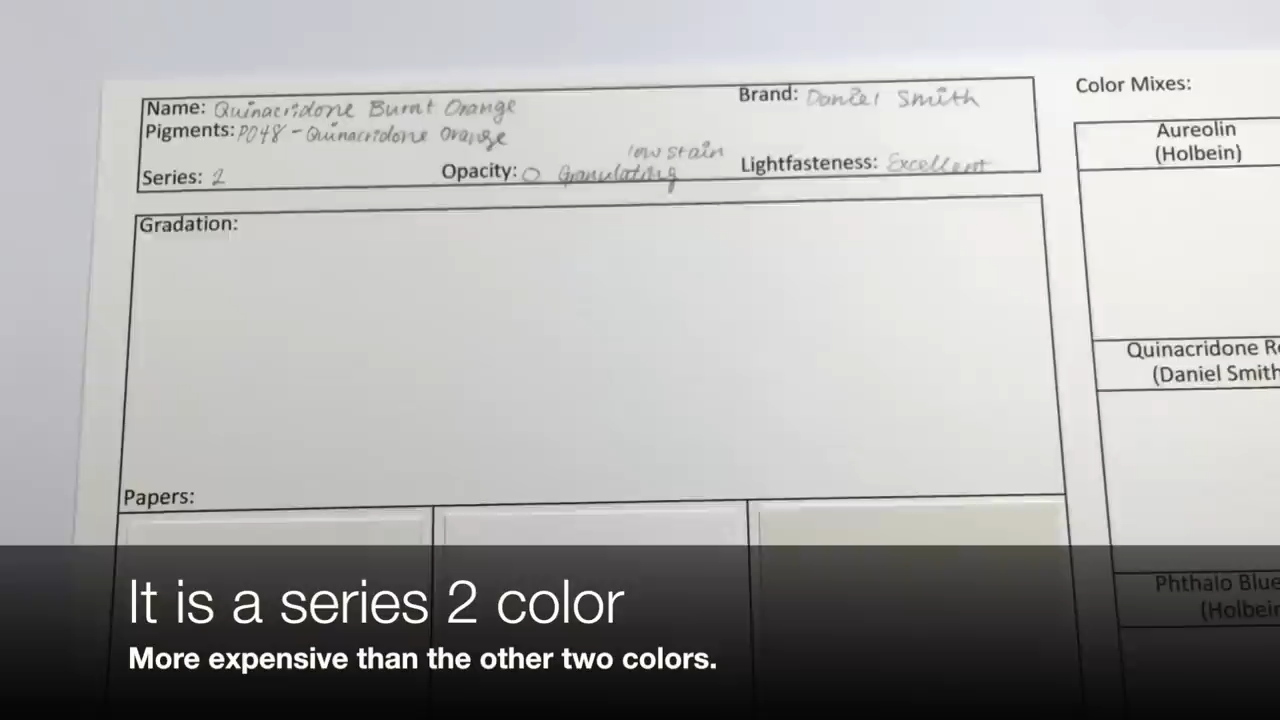 Name: Quinacridone Burnt Orange
Brand: Daniel Smith
Pigments: PO48 - Quinacridone Orange
low stain
Series: 2
Opacity: O Granulating
Lightfasteness: Excellent
Gradation:
Papers:
Color Mixes:
Aureolin
(Holbein)
Quinacridone R
(Daniel Smith
Phthalo Blue
(Holbein
It is a series 2 color
More expensive than the other two colors.